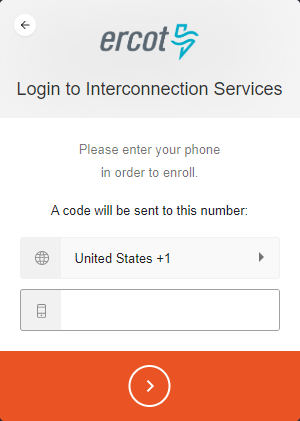 ercot
Login to Interconnection Services
Please enter your phone
in order to enroll.
A code will be sent to this number:
United States +1